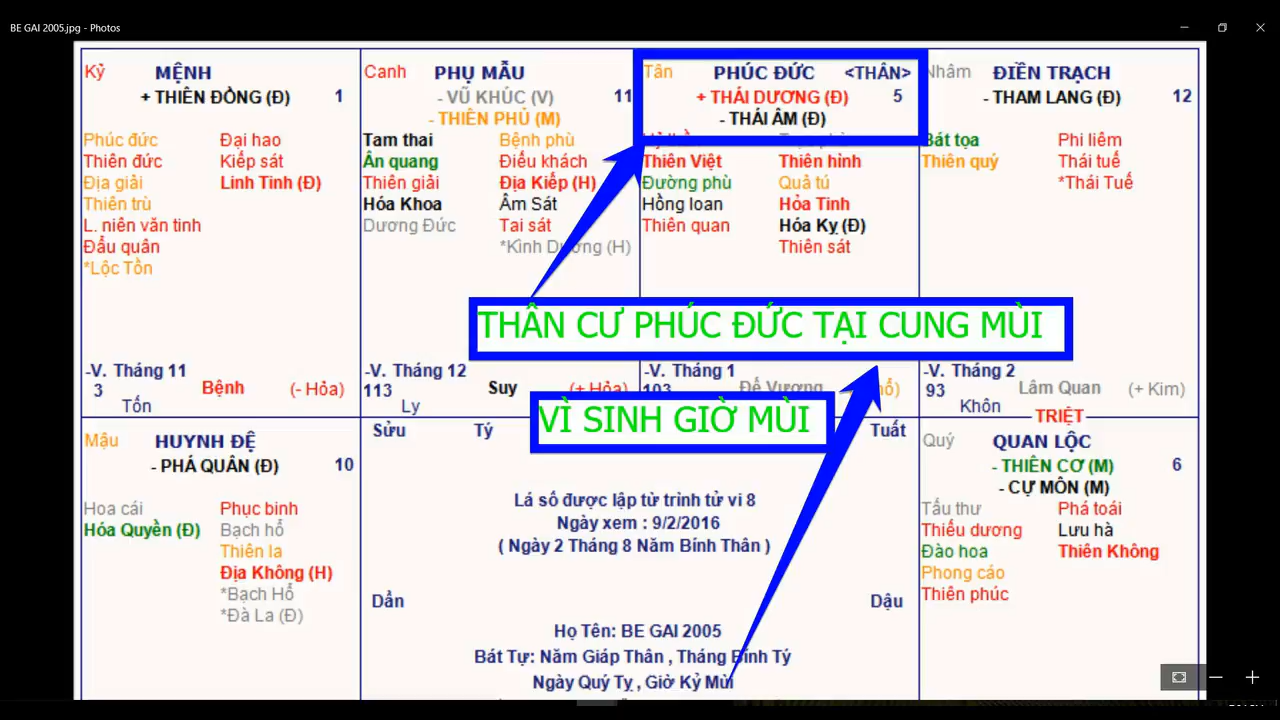 BE GAI 2005.jpg - Photos
Kỷ MỆNH
+ THIÊN ĐỒNG (Đ) 1
Phúc đức Đại hao
Thiên đức Kiếp sát
Địa giải Linh Tinh (Đ)
Thiên trù
L. niên văn tinh
Đẩu quân
*Lộc Tồn
-V. Tháng 11
3 Bệnh (- Hỏa)
Tốn
Canh PHỤ MẪU
- VŨ KHÚC (V) 11
- THIÊN PHỦ (M)
Tam thai Bệnh phù
Ân quang Điếu khách
Thiên giải Địa Kiếp (H)
Hóa Khoa Âm Sát
Dương Đức Tai sát
*Kình Dương (H)
-V. Tháng 12
113 Suy (+ Hỏa)
Ly
Tân PHÚC ĐỨC <THÂN>
+ THÁI DƯƠNG (Đ) 5
- THÁI ÂM (Đ)
Thiên Việt Thiên hình
Đường phù Quả tú
Hồng loan Hỏa Tinh
Thiên quan Hóa Kỵ (Đ)
Thiên sát
-V. Tháng 1
103 Đế Vượng
Nhâm ĐIỀN TRẠCH
- THAM LANG (Đ) 12
Bát tọa Phi liêm
Thiên quý Thái tuế
*Thái Tuế
-V. Tháng 2
93 Lâm Quan (+ Kim)
Khôn
TRIỆT
THÂN CƯ PHÚC ĐỨC TẠI CUNG MÙI
VÌ SINH GIỜ MÙI
Mậu HUYNH ĐỆ
- PHÁ QUÂN (Đ) 10
Hoa cái Phục binh
Hóa Quyền (Đ) Bạch hổ
Thiên la
Địa Không (H)
*Bạch Hổ
*Đà La (Đ)
Sửu Tý Tuất
Lá số được lập từ trình tử vi 8
Ngày xem : 9/2/2016
( Ngày 2 Tháng 8 Năm Bính Thân )
Dần Dậu
Họ Tên: BE GAI 2005
Bát Tự: Năm Giáp Thân , Tháng Bính Tý
Ngày Quý Tỵ , Giờ Kỷ Mùi
Quý QUAN LỘC
- THIÊN CƠ (M) 6
- CỰ MÔN (M)
Tấu thư Phá toái
Thiếu dương Lưu hà
Đào hoa Thiên Không
Phong cáo
Thiên phúc